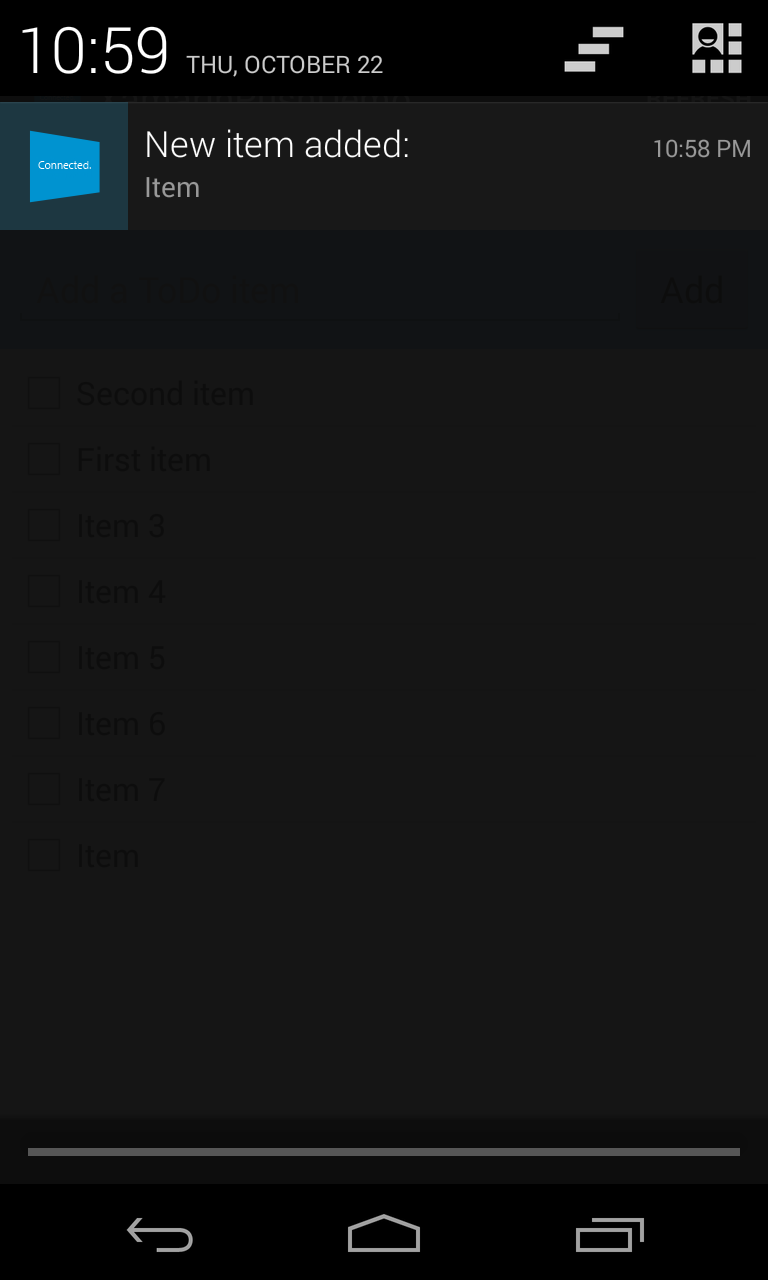 10:59 THU, OCTOBER 22
New item added: 10:58 PM
Connected.
Item
Add a ToDo item Add
Second item
First item
Item 3
Item 4
Item 5
Item 6
Item 7
Item